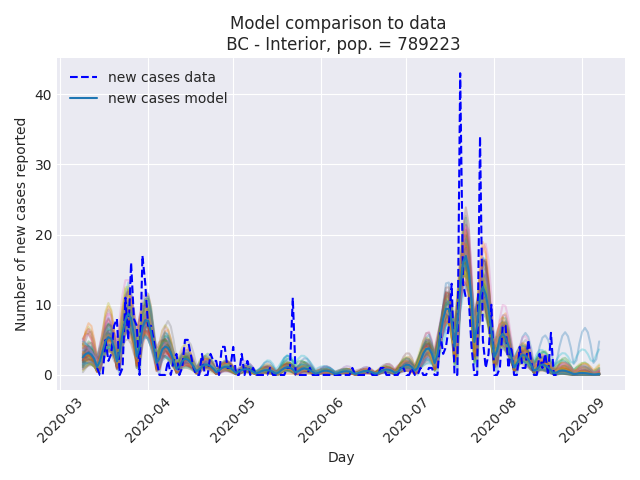 Model comparison to data
BC - Interior, pop. = 789223
new cases data
new cases model
Number of new cases reported
40
30
20
10
0
2020-03
2020-04
2020-05
2020-06
2020-07
2020-08
2020-09
Day